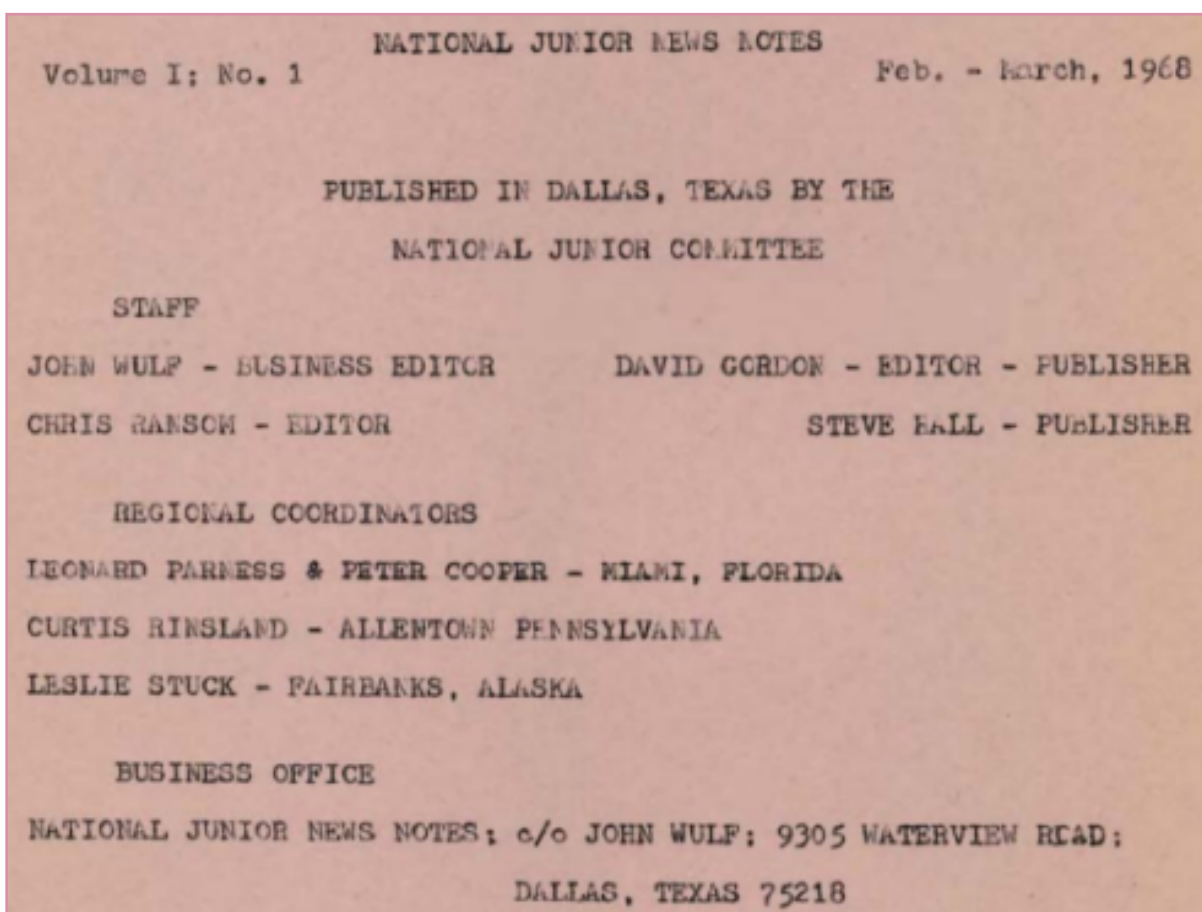 NATIONAL JUNIOR NEWS NOTES
Volume I; No. 1 Feb. - March, 1968
PUBLISHED IN DALLAS, TEXAS BY THE
NATIONAL JUNIOR COMMITTEE
STAFF
JOHN WULF - BUSINESS EDITOR DAVID GORDON - EDITOR - PUBLISHER
CHRIS RANSOM - EDITOR STEVE HALL - PUBLISHER
REGIONAL COORDINATORS
LEONARD PARNESS & PETER COOPER - MIAMI, FLORIDA
CURTIS RINSLAND - ALLENTOWN PENNSYLVANIA
LESLIE STUCK - FAIRBANKS, ALASKA
BUSINESS OFFICE
NATIONAL JUNIOR NEWS NOTES; c/o JOHN WULF; 9305 WATERVIEW ROAD;
DALLAS, TEXAS 75218